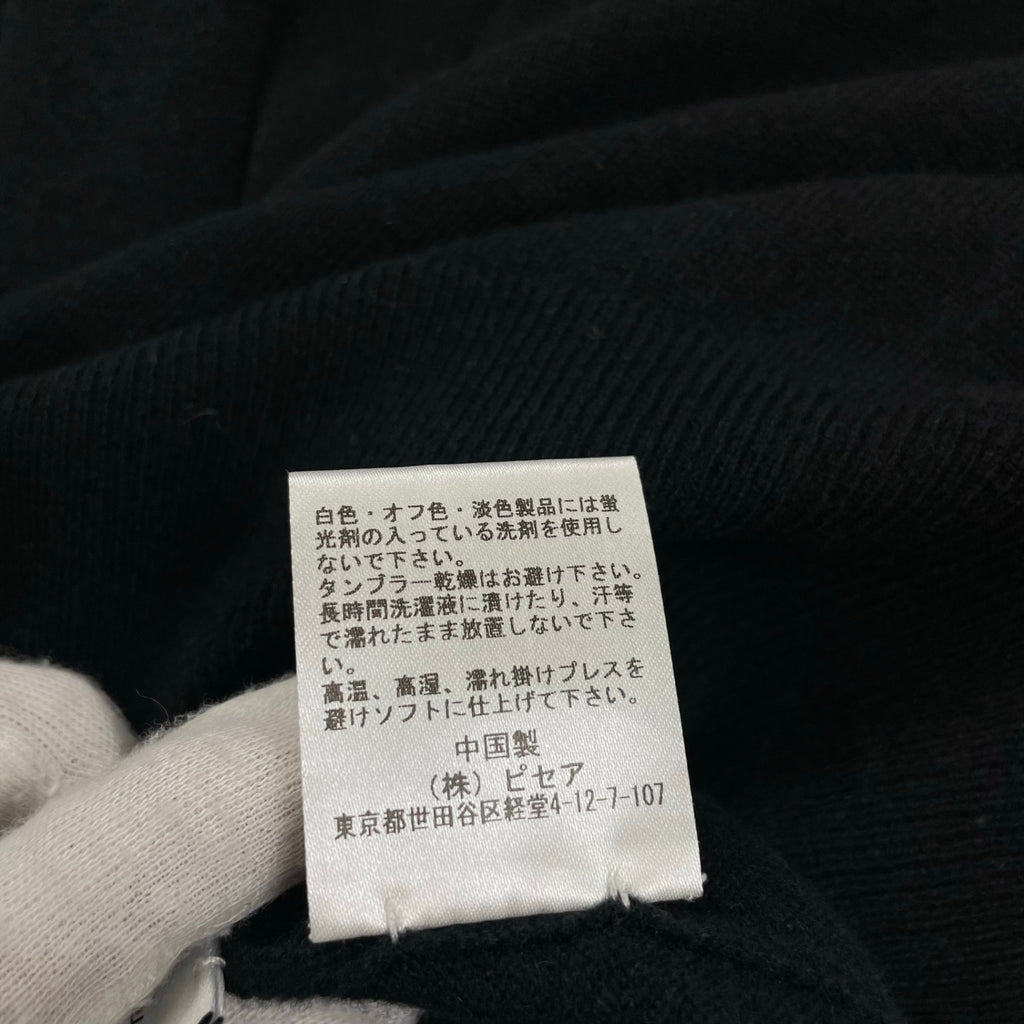 白色・オフ色・淡色製品には蛍
光剤の入っている洗剤を使用し
ないで下さい。
タンブラー乾燥はお避け下さい。
長時間洗濯液に漬けたり、汗等
で濡れたまま放置しないで下さ
い。
高温、高湿、濡れ掛けプレスを
避けソフトに仕上げて下さい。
中国製
（株）ピセア
東京都世田谷区経堂4-12-7-107